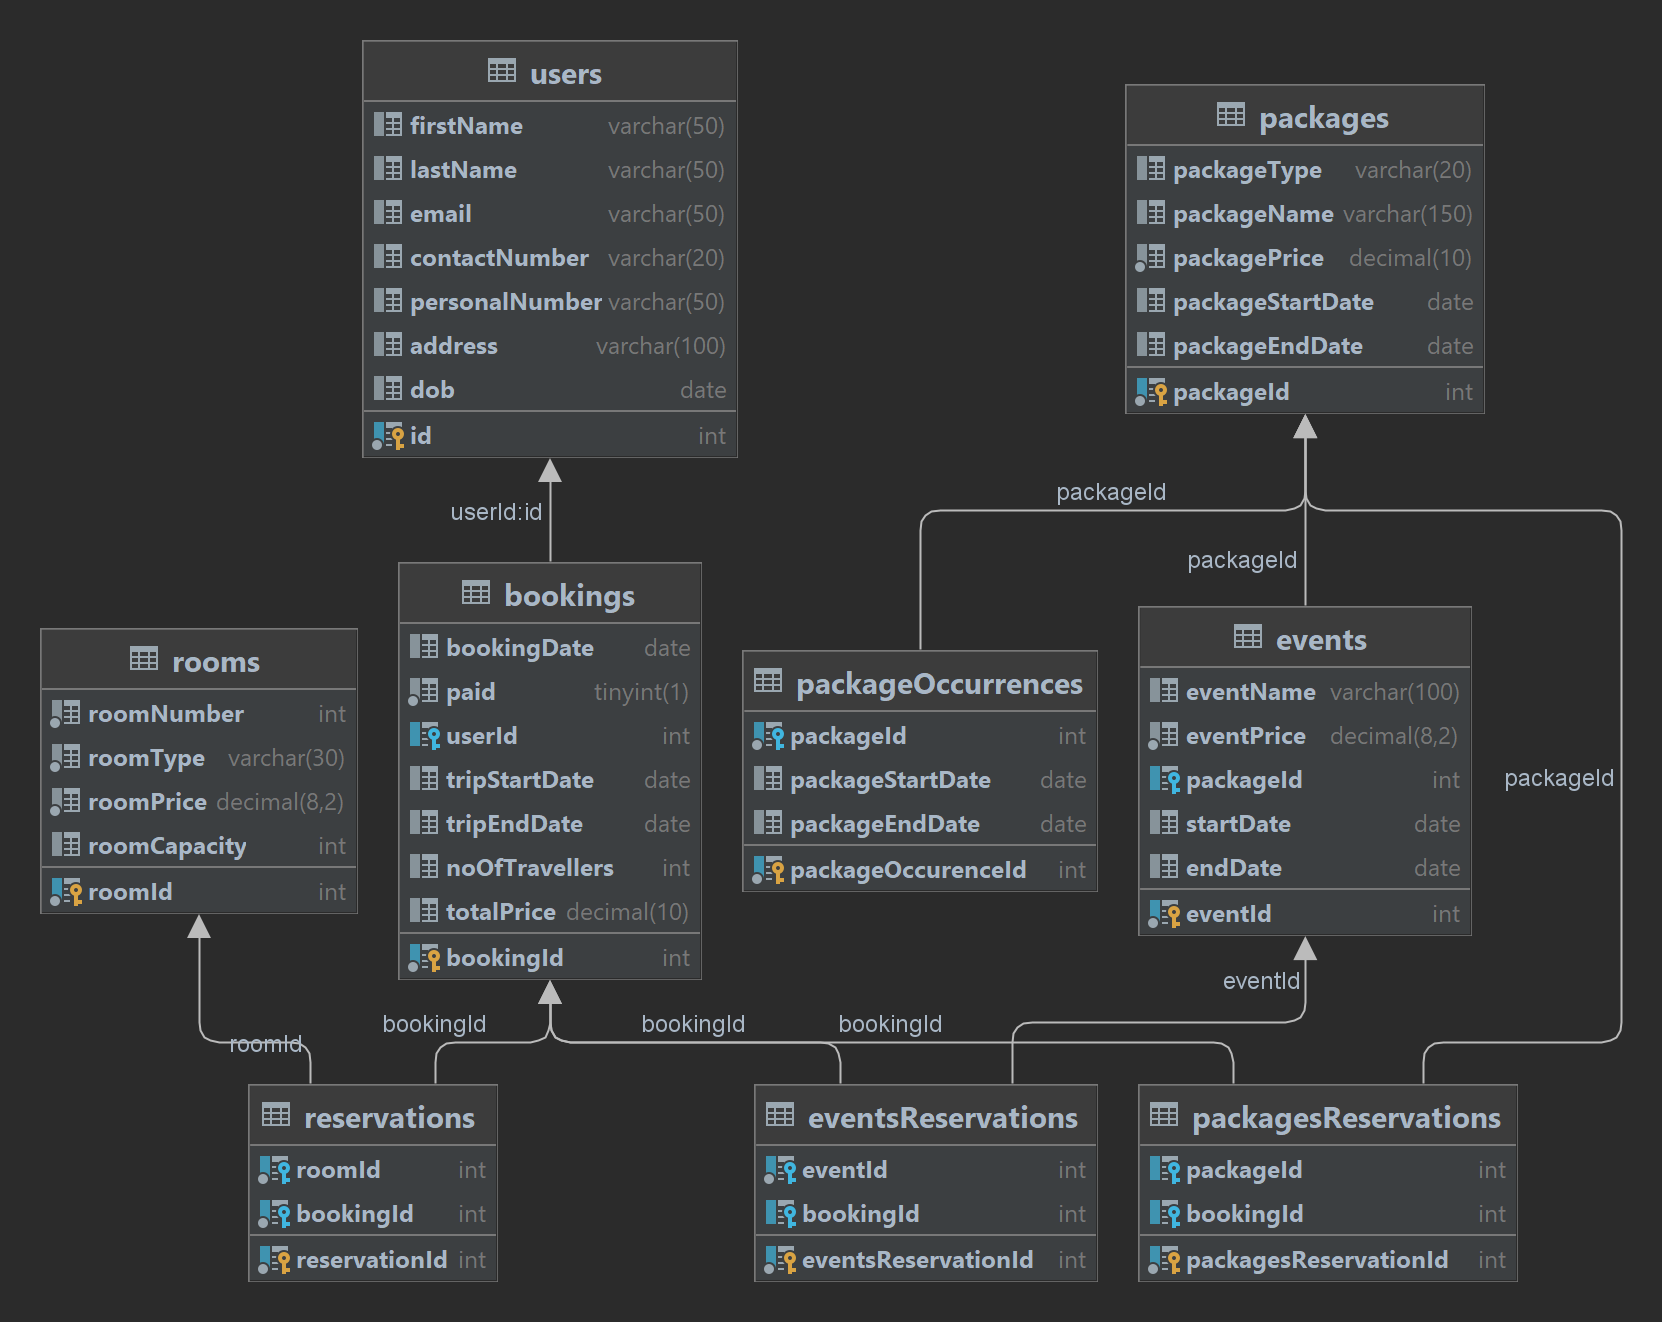 users
firstName varchar(50)
lastName varchar(50)
email varchar(50)
contactNumber varchar(20)
personalNumber varchar(50)
address varchar(100)
dob date
id int
packages
packageType varchar(20)
packageName varchar(150)
packagePrice decimal(10)
packageStartDate date
packageEndDate date
packageId int
userId:id
packageId
packageId
packageId
bookings
bookingDate date
paid tinyint(1)
userId int
tripStartDate date
tripEndDate date
noOfTravellers int
totalPrice decimal(10)
bookingId int
rooms
roomNumber int
roomType varchar(30)
roomPrice decimal(8,2)
roomCapacity int
roomId int
packageOccurrences
packageId int
packageStartDate date
packageEndDate date
packageOccurenceId int
events
eventName varchar(100)
eventPrice decimal(8,2)
packageId int
startDate date
endDate date
eventId int
eventId
roomId
bookingId
bookingId
bookingId
reservations
roomId int
bookingId int
reservationId int
eventsReservations
eventId int
bookingId int
eventsReservationId int
packagesReservations
packageId int
bookingId int
packagesReservationId int